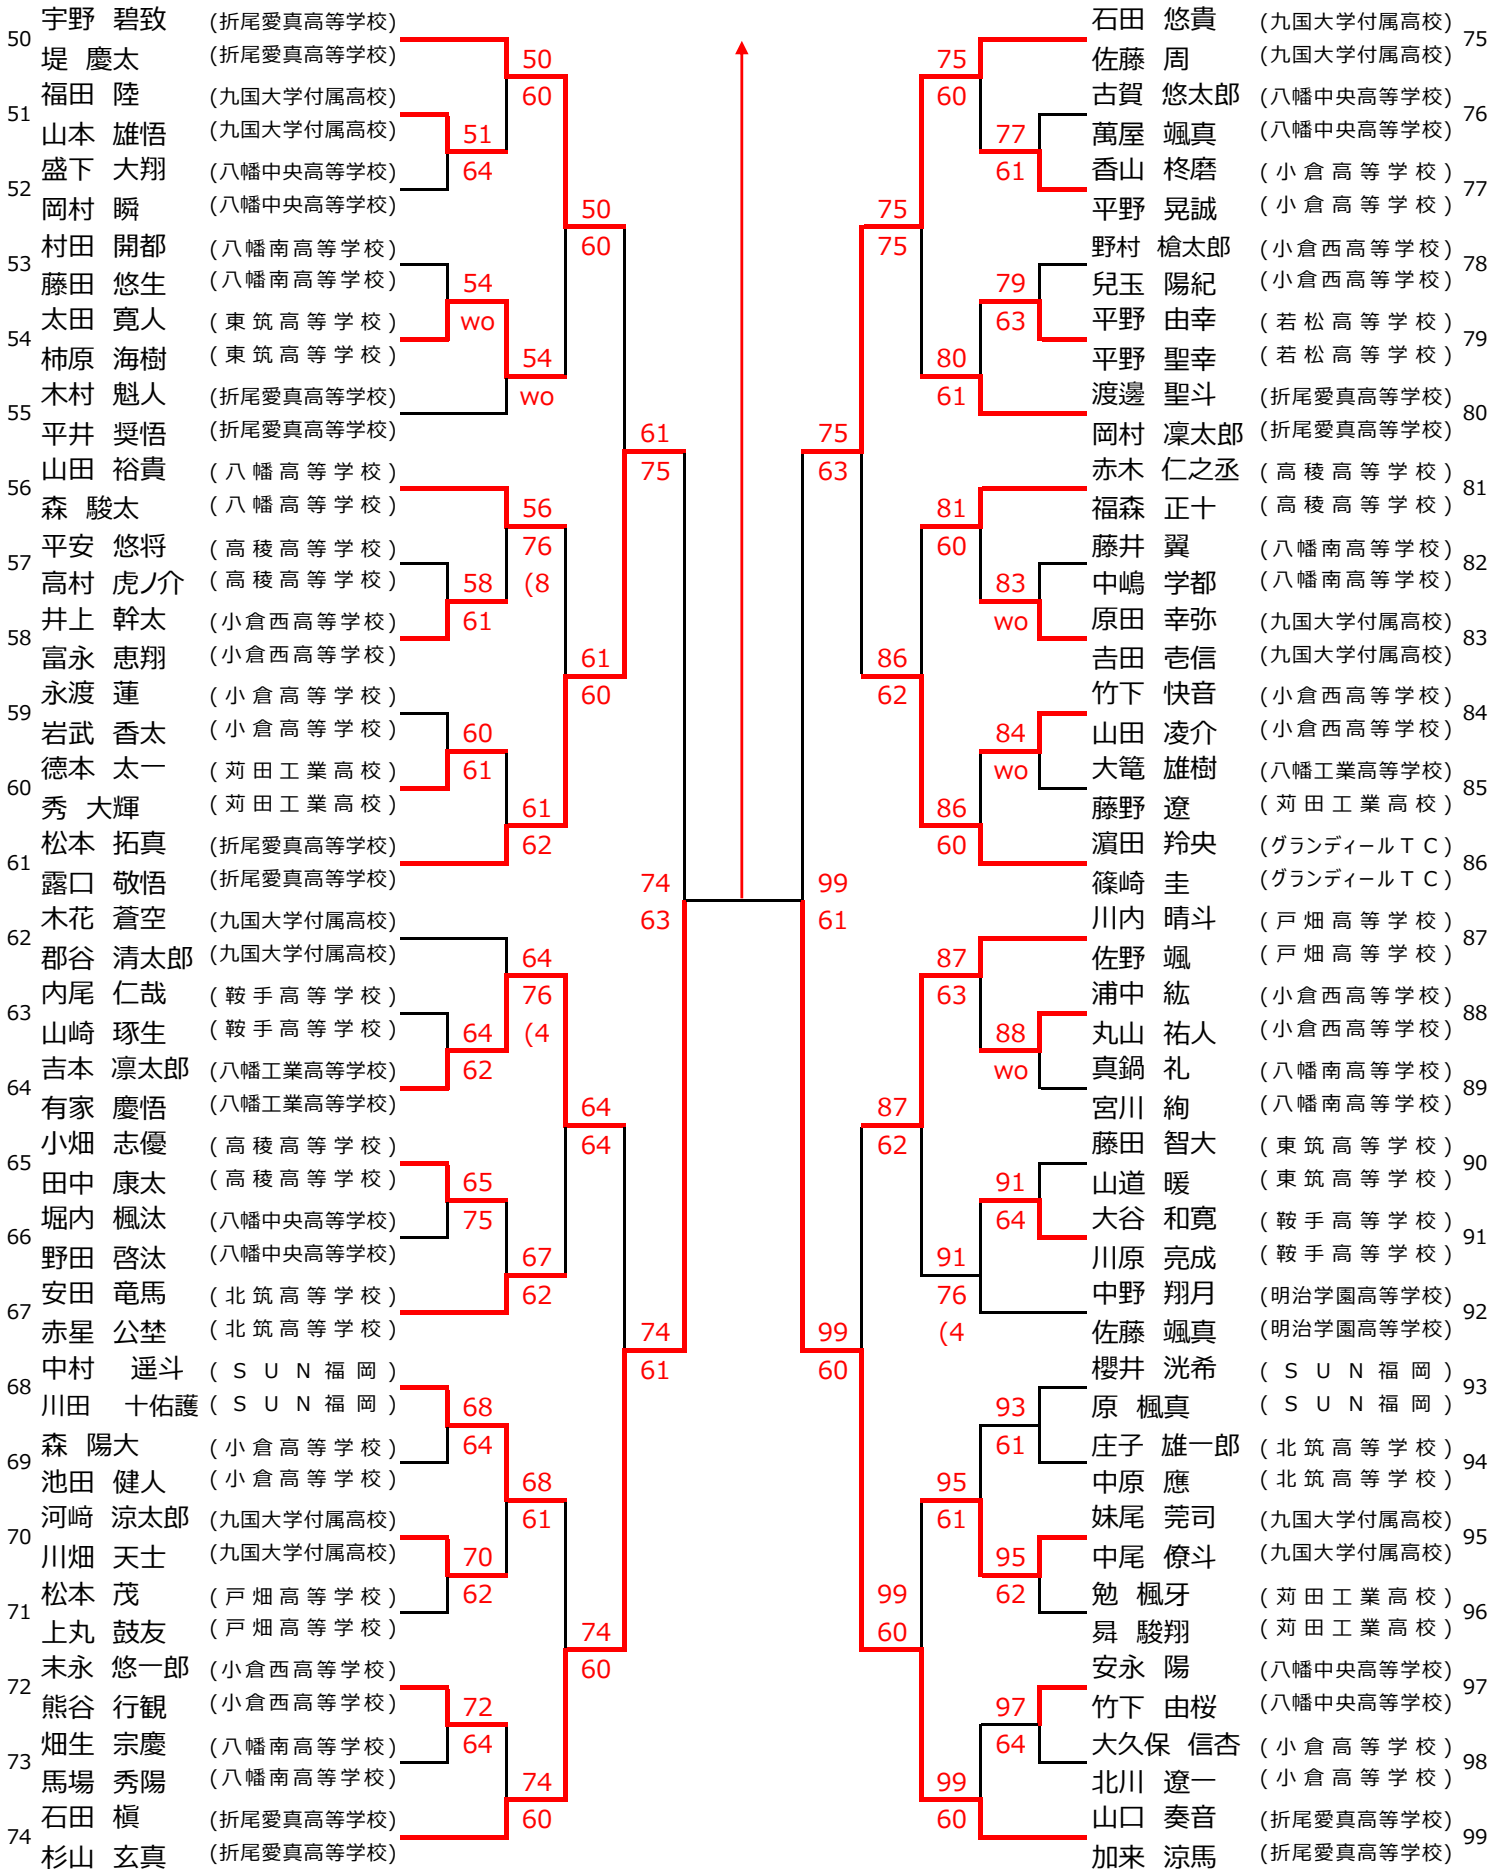 宇野 碧致 (折尾愛真高等学校)
50
堤 慶太 (折尾愛真高等学校)
福田 陸 (九国大学付属高校)
51
山本 雄悟 (九国大学付属高校)
盛下 大翔 (八幡中央高等学校)
52
岡村 瞬 (八幡中央高等学校)
村田 開都 (八幡南高等学校)
53
藤田 悠生 (八幡南高等学校)
太田 寛人 (東筑高等学校)
54
柿原 海樹 (東筑高等学校)
木村 魁人 (折尾愛真高等学校)
55
平井 奨悟 (折尾愛真高等学校)
山田 裕貴 (八幡高等学校)
56
森 駿太 (八幡高等学校)
平安 悠将 (高稜高等学校)
57
高村 虎ノ介 (高稜高等学校)
井上 幹太 (小倉西高等学校)
58
富永 恵翔 (小倉西高等学校)
永渡 蓮 (小倉高等学校)
59
岩武 香太 (小倉高等学校)
德本 太一 (苅田工業高校)
60
秀 大輝 (苅田工業高校)
松本 拓真 (折尾愛真高等学校)
61
露口 敬悟 (折尾愛真高等学校)
木花 蒼空 (九国大学付属高校)
62
郡谷 清太郎 (九国大学付属高校)
内尾 仁哉 (鞍手高等学校)
63
山崎 琢生 (鞍手高等学校)
吉本 凛太郎 (八幡工業高等学校)
64
有家 慶悟 (八幡工業高等学校)
小畑 志優 (高稜高等学校)
65
田中 康太 (高稜高等学校)
堀内 楓汰 (八幡中央高等学校)
66
野田 啓汰 (八幡中央高等学校)
安田 竜馬 (北筑高等学校)
67
赤星 公埜 (北筑高等学校)
中村 遥斗 (SUN福岡)
68
川田 十佑護 (SUN福岡)
森 陽大 (小倉高等学校)
69
池田 健人 (小倉高等学校)
河﨑 涼太郎 (九国大学付属高校)
70
川畑 天士 (九国大学付属高校)
松本 茂 (戸畑高等学校)
71
上丸 鼓友 (戸畑高等学校)
末永 悠一郎 (小倉西高等学校)
72
熊谷 行観 (小倉西高等学校)
畑生 宗慶 (八幡南高等学校)
73
馬場 秀陽 (八幡南高等学校)
石田 槇 (折尾愛真高等学校)
74
杉山 玄真 (折尾愛真高等学校)
51
64
54
wo
58
61
60
61
64
62
65
75
68
64
70
62
72
64
50
60
54
wo
56
76
(8
61
62
64
76
(4
67
62
68
61
74
60
50
60
61
60
64
64
74
60
61
75
74
61
74
63
99
61
75
63
99
60
75
75
86
62
87
62
99
60
75
60
80
61
81
60
86
60
87
63
91
76
(4
95
61
99
60
77
61
79
63
83
wo
84
wo
88
wo
91
64
93
61
95
62
97
64
石田 悠貴 (九国大学付属高校)
75
佐藤 周 (九国大学付属高校)
古賀 悠太郎 (八幡中央高等学校)
76
萬屋 颯真 (八幡中央高等学校)
香山 柊磨 (小倉高等学校)
77
平野 晃誠 (小倉高等学校)
野村 槍太郎 (小倉西高等学校)
78
兒玉 陽紀 (小倉西高等学校)
平野 由幸 (若松高等学校)
79
平野 聖幸 (若松高等学校)
渡邊 聖斗 (折尾愛真高等学校)
80
岡村 凜太郎 (折尾愛真高等学校)
赤木 仁之丞 (高稜高等学校)
81
福森 正十 (高稜高等学校)
藤井 翼 (八幡南高等学校)
82
中嶋 学都 (八幡南高等学校)
原田 幸弥 (九国大学付属高校)
83
𠮷田 壱信 (九国大学付属高校)
竹下 快音 (小倉西高等学校)
84
山田 凌介 (小倉西高等学校)
大篭 雄樹 (八幡工業高等学校)
85
藤野 遼 (苅田工業高校)
濵田 羚央 (グランディールTC)
86
篠崎 圭 (グランディールTC)
川内 晴斗 (戸畑高等学校)
87
佐野 颯 (戸畑高等学校)
浦中 紘 (小倉西高等学校)
88
丸山 祐人 (小倉西高等学校)
真鍋 礼 (八幡南高等学校)
89
宮川 絢 (八幡南高等学校)
藤田 智大 (東筑高等学校)
90
山道 暖 (東筑高等学校)
大谷 和寛 (鞍手高等学校)
91
川原 亮成 (鞍手高等学校)
中野 翔月 (明治学園高等学校)
92
佐藤 颯真 (明治学園高等学校)
櫻井 洸希 (SUN福岡)
93
原 楓真 (SUN福岡)
庄子 雄一郎 (北筑高等学校)
94
中原 應 (北筑高等学校)
妹尾 莞司 (九国大学付属高校)
95
中尾 僚斗 (九国大学付属高校)
勉 楓牙 (苅田工業高校)
96
昇 駿翔 (苅田工業高校)
安永 陽 (八幡中央高等学校)
97
竹下 由桜 (八幡中央高等学校)
大久保 信杏 (小倉高等学校)
98
北川 遼一 (小倉高等学校)
山口 奏音 (折尾愛真高等学校)
99
加来 涼馬 (折尾愛真高等学校)